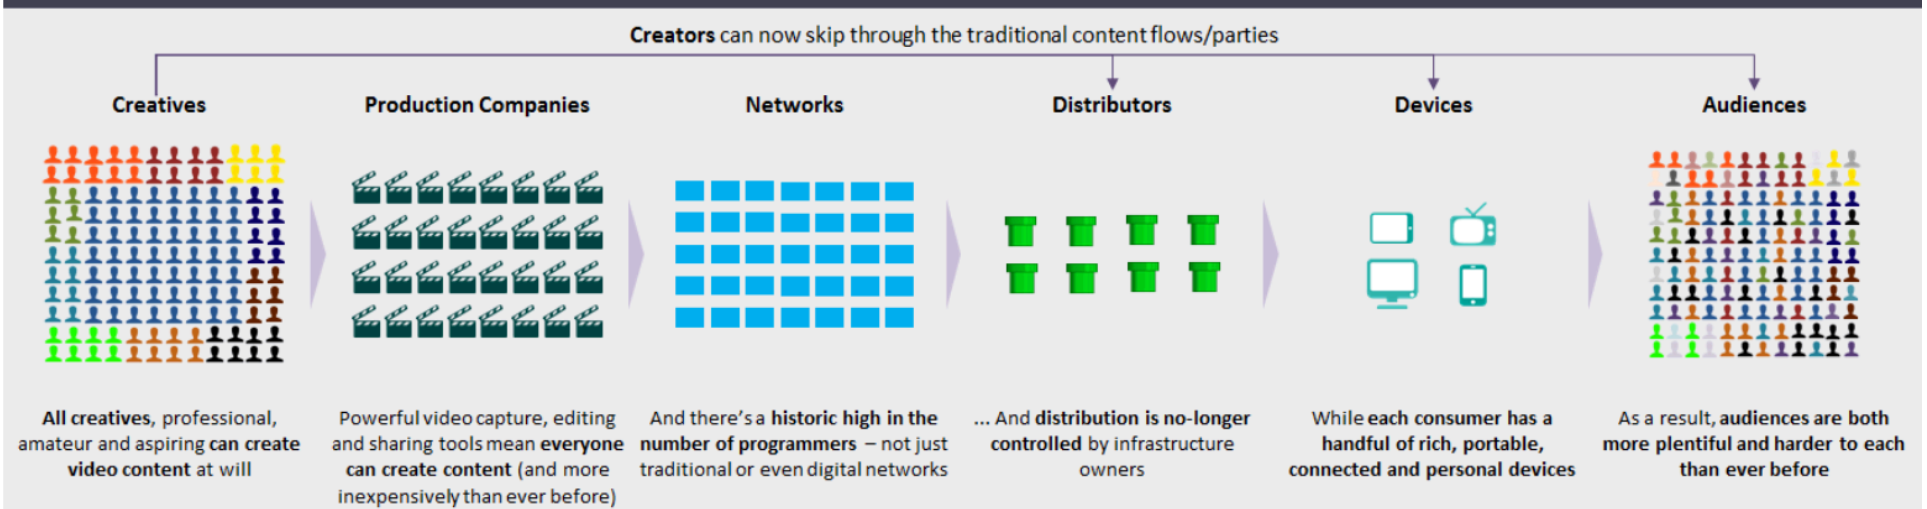 Creators can now skip through the traditional content flows/parties
Creatives
Production Companies
Networks
Distributors
Devices
Audiences
All creatives, professional,
amateur and aspiring can create
video content at will
Powerful video capture, editing
and sharing tools mean everyone
can create content (and more
inexpensively than ever before)
And there's a historic high in the
number of programmers – not just
traditional or even digital networks
... And distribution is no-longer
controlled by infrastructure
owners
While each consumer has a
handful of rich, portable,
connected and personal devices
As a result, audiences are both
more plentiful and harder to each
than ever before